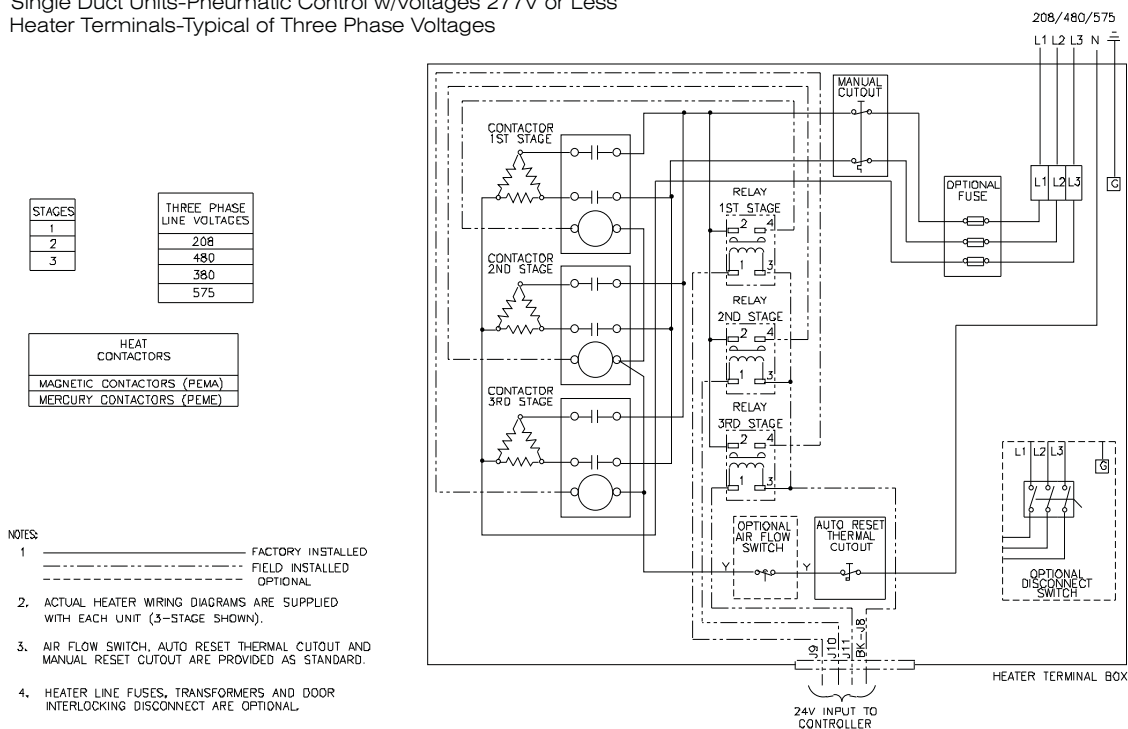 Single Duct Units-Pneumatic Control w/Voltages 277V or Less
Heater Terminals-Typical of Three Phase Voltages
208/480/575
L1 L2 L3 N
MANUAL
CUTOUT
CONTACTOR
1ST STAGE
OPTIONAL
FUSE
L1 L2 L3
G
RELAY
1ST STAGE
2 4
1 3
STAGES
1
2
3
THREE PHASE
LINE VOLTAGES
208
480
380
575
CONTACTOR
2ND STAGE
RELAY
2ND STAGE
2 4
1 3
HEAT
CONTACTORS
MAGNETIC CONTACTORS (PEMA)
MERCURY CONTACTORS (PEME)
CONTACTOR
3RD STAGE
RELAY
3RD STAGE
2 4
1 3
L1 L2 L3
G
OPTIONAL
DISCONNECT
SWITCH
OPTIONAL
AIR FLOW
SWITCH
Y Y
AUTO RESET
THERMAL
CUTOUT
NOTES:
1 FACTORY INSTALLED
FIELD INSTALLED
OPTIONAL
2. ACTUAL HEATER WIRING DIAGRAMS ARE SUPPLIED
WITH EACH UNIT (3-STAGE SHOWN).
3. AIR FLOW SWITCH, AUTO RESET THERMAL CUTOUT AND
MANUAL RESET CUTOUT ARE PROVIDED AS STANDARD.
4. HEATER LINE FUSES, TRANSFORMERS AND DOOR
INTERLOCKING DISCONNECT ARE OPTIONAL.
J9
J10
J11
BK-J8
HEATER TERMINAL BOX
24V INPUT TO
CONTROLLER